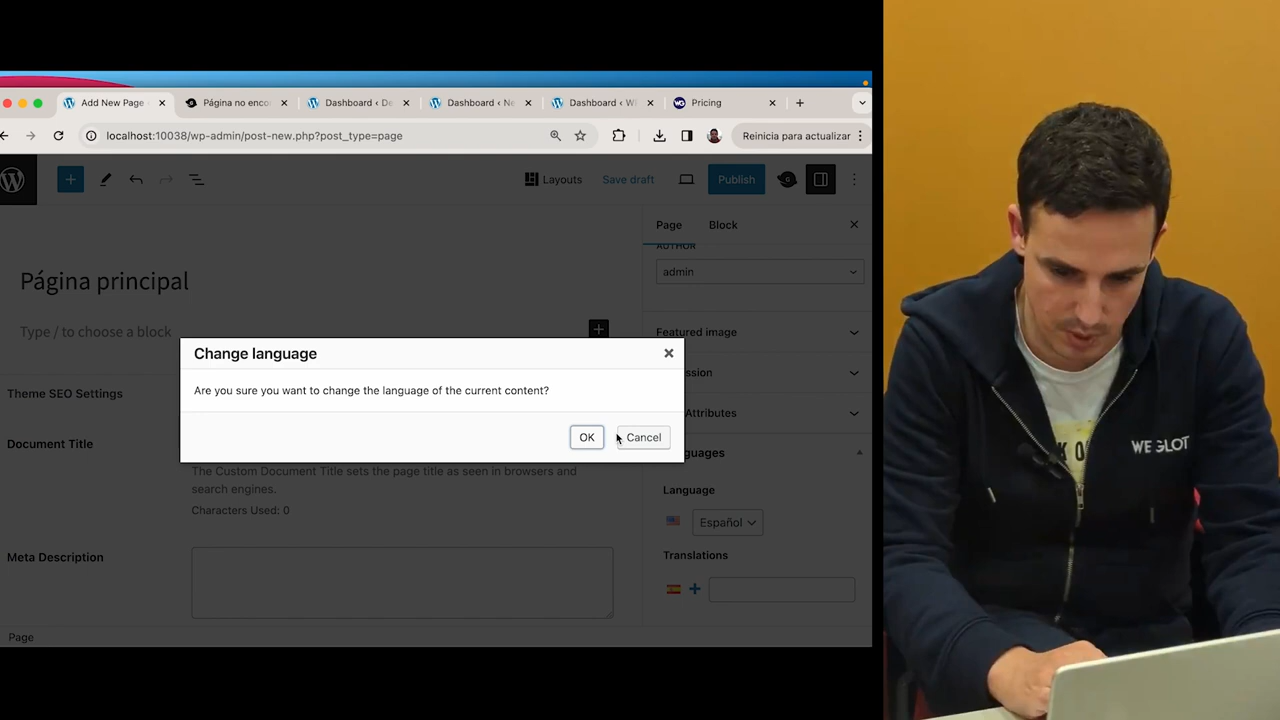 Add New Page
Página no enco
Dashboard ‹ De
Dashboard ‹ Ne
Dashboard ‹ W
Pricing
localhost:10038/wp-admin/post-new.php?post_type=page
Reinicia para actualizar
Layouts
Save draft
Publish
Page
Block
AUTHOR
admin
Página principal
Type / to choose a block
Featured image
ssion
Attributes
Change language
Are you sure you want to change the language of the current content?
OK
Cancel
Theme SEO Settings
Document Title
The Custom Document Title sets the page title as seen in browsers and
search engines.
Characters Used: 0
guages
Language
Español
Translations
Meta Description
Page
WEGLOT